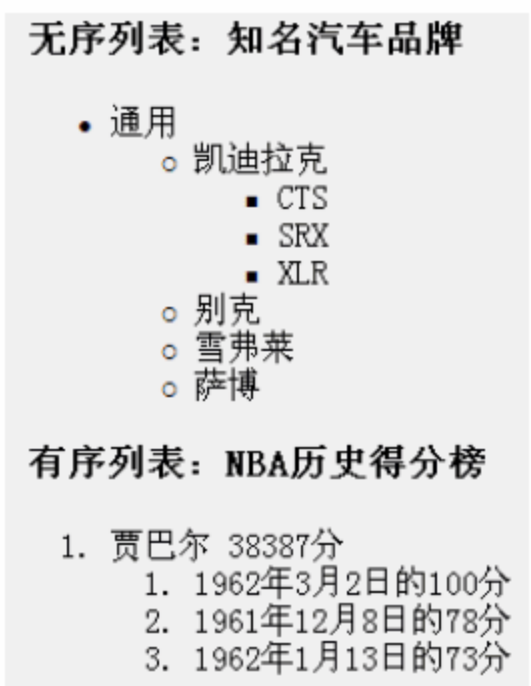 无序列表：知名汽车品牌
• 通用
○ 凯迪拉克
▪ CTS
▪ SRX
▪ XLR
○ 别克
○ 雪弗莱
○ 萨博
有序列表：NBA历史得分榜
1. 贾巴尔 38387分
1. 1962年3月2日的100分
2. 1961年12月8日的78分
3. 1962年1月13日的73分